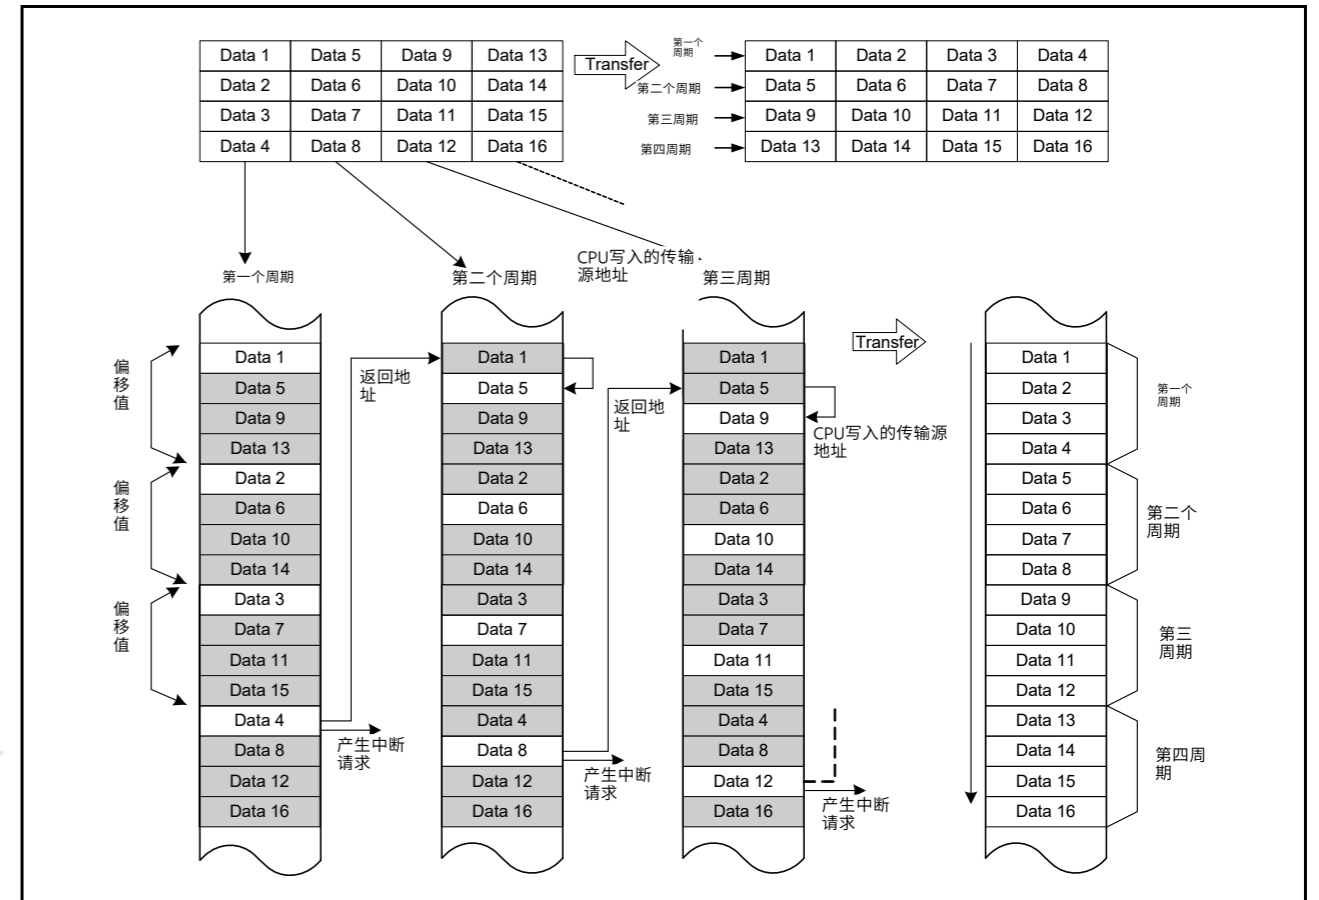 Data 1 Data 5 Data 9 Data 13
Data 2 Data 6 Data 10 Data 14
Data 3 Data 7 Data 11 Data 15
Data 4 Data 8 Data 12 Data 16
Transfer
第一个
周期
第二个周期
第三周期
第四周期
Data 1 Data 2 Data 3 Data 4
Data 5 Data 6 Data 7 Data 8
Data 9 Data 10 Data 11 Data 12
Data 13 Data 14 Data 15 Data 16
第一个周期
偏
移
值
偏
移
值
偏
移
值
Data 1
Data 5
Data 9
Data 13
Data 2
Data 6
Data 10
Data 14
Data 3
Data 7
Data 11
Data 15
Data 4
Data 8
Data 12
Data 16
返回地
址
产生中断
请求
第二个周期
Data 1
Data 5
Data 9
Data 13
Data 2
Data 6
Data 10
Data 14
Data 3
Data 7
Data 11
Data 15
Data 4
Data 8
Data 12
Data 16
CPU写入的传输
源地址
返回地
址
产生中断
请求
第三周期
Data 1
Data 5
Data 9
Data 13
Data 2
Data 6
Data 10
Data 14
Data 3
Data 7
Data 11
Data 15
Data 4
Data 8
Data 12
Data 16
CPU写入的传输源
地址
产生中断
请求
Transfer
Data 1
Data 2
Data 3
Data 4
Data 5
Data 6
Data 7
Data 8
Data 9
Data 10
Data 11
Data 12
Data 13
Data 14
Data 15
Data 16
第一个
周期
第二个
周期
第三
周期
第四周
期